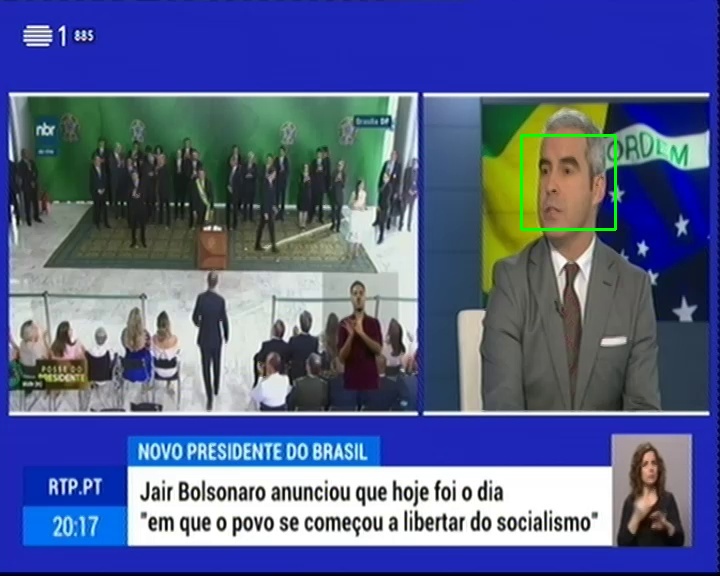 1 885
nbr
Brasília DF
ORDEM
POSSE DO
PRESIDENTE
NOVO PRESIDENTE DO BRASIL
RTP.PT
Jair Bolsonaro anunciou que hoje foi o dia
20:17
"em que o povo se começou a libertar do socialismo"